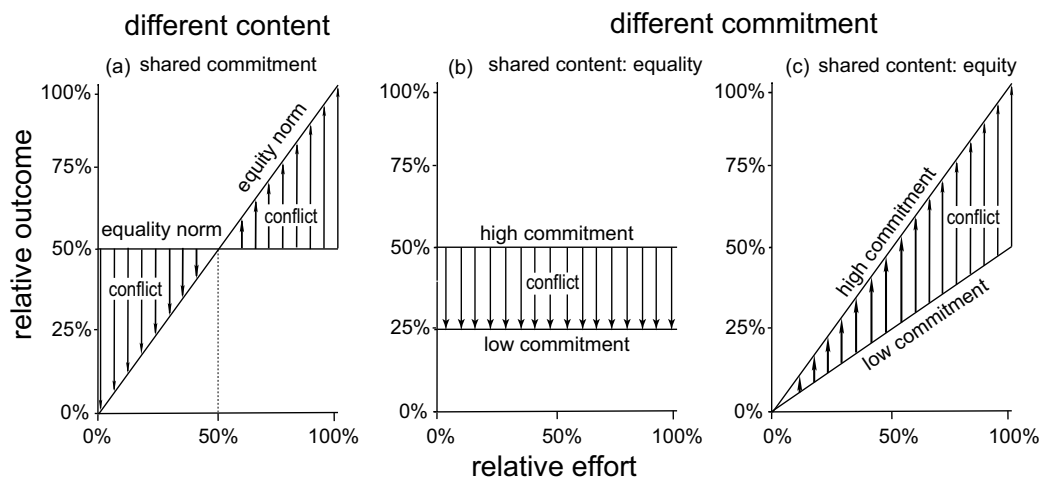 different content
different commitment
(a) shared commitment
(b) shared content: equality
(c) shared content: equity
relative outcome
100%
75%
50%
25%
0%
equity norm
equality norm
conflict
conflict
0%
50%
100%
100%
75%
50%
25%
0%
high commitment
conflict
low commitment
0%
50%
100%
100%
75%
50%
25%
0%
high commitment
conflict
low commitment
0%
50%
100%
relative effort